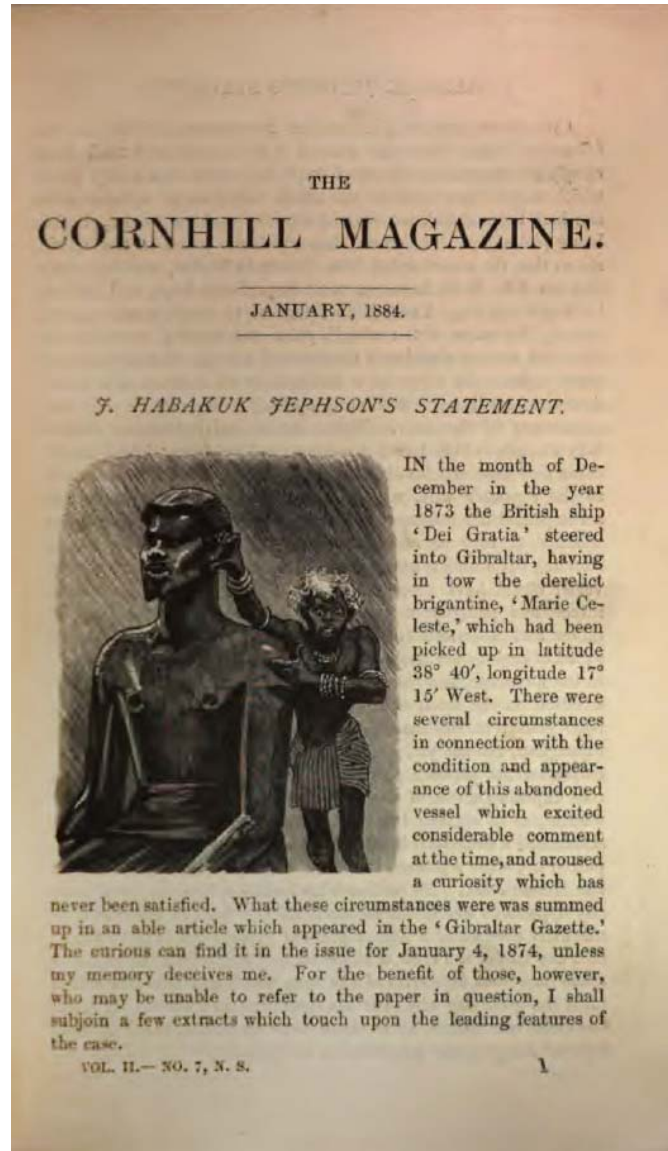 THE
CORNHILL MAGAZINE.
JANUARY, 1884.
J. HABAKUK JEPHSON'S STATEMENT.
IN the month of De-
cember in the year
1873 the British ship
‘Dei Gratia’ steered
into Gibraltar, having
in tow the derelict
brigantine, ‘Marie Ce-
leste,’ which had been
picked up in latitude
38° 40′, longitude 17°
15′ West. There were
several circumstances
in connection with the
condition and appear-
ance of this abandoned
vessel which excited
considerable comment
at the time, and aroused
a curiosity which has
never been satisfied. What these circumstances were was summed
up in an able article which appeared in the ‘Gibraltar Gazette.’
The curious can find it in the issue for January 4, 1874, unless
my memory deceives me. For the benefit of those, however,
who may be unable to refer to the paper in question, I shall
subjoin a few extracts which touch upon the leading features of
the case.
VOL. II.— NO. 7, N. S. 1